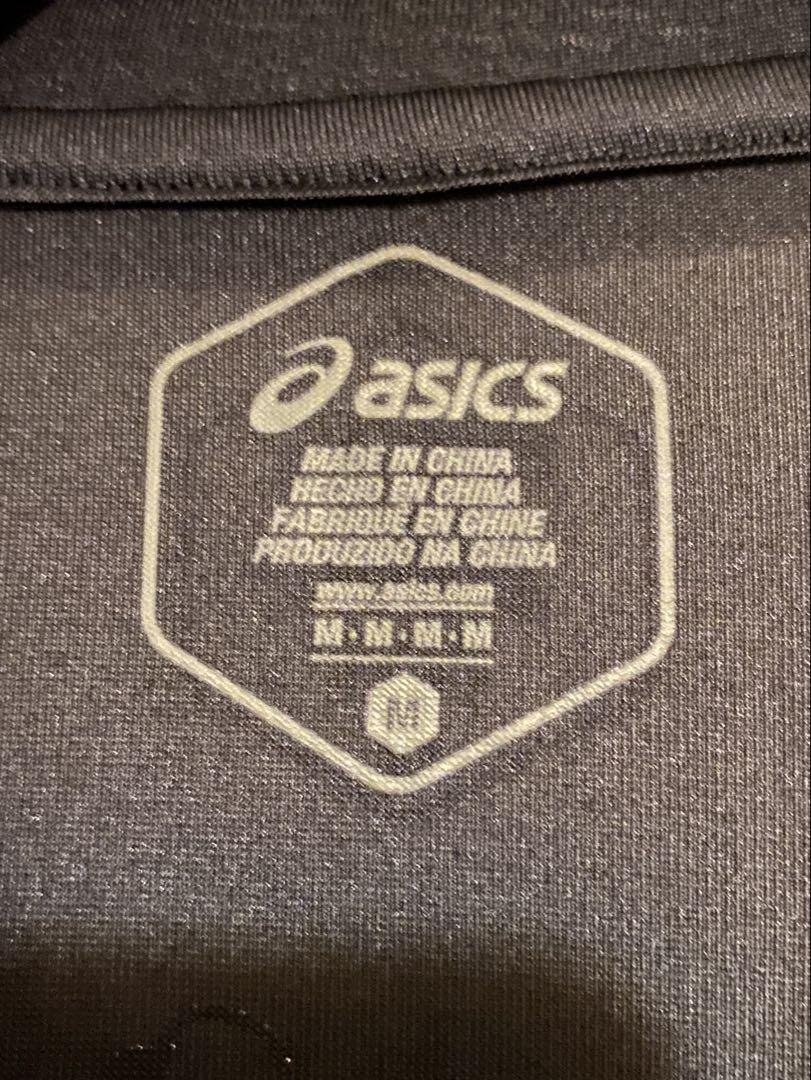 asics
MADE IN CHINA
HECHO EN CHINA
FABRIQUÉ EN CHINE
PRODUZIDO NA CHINA
www.asics.com
M · M · M · M
M